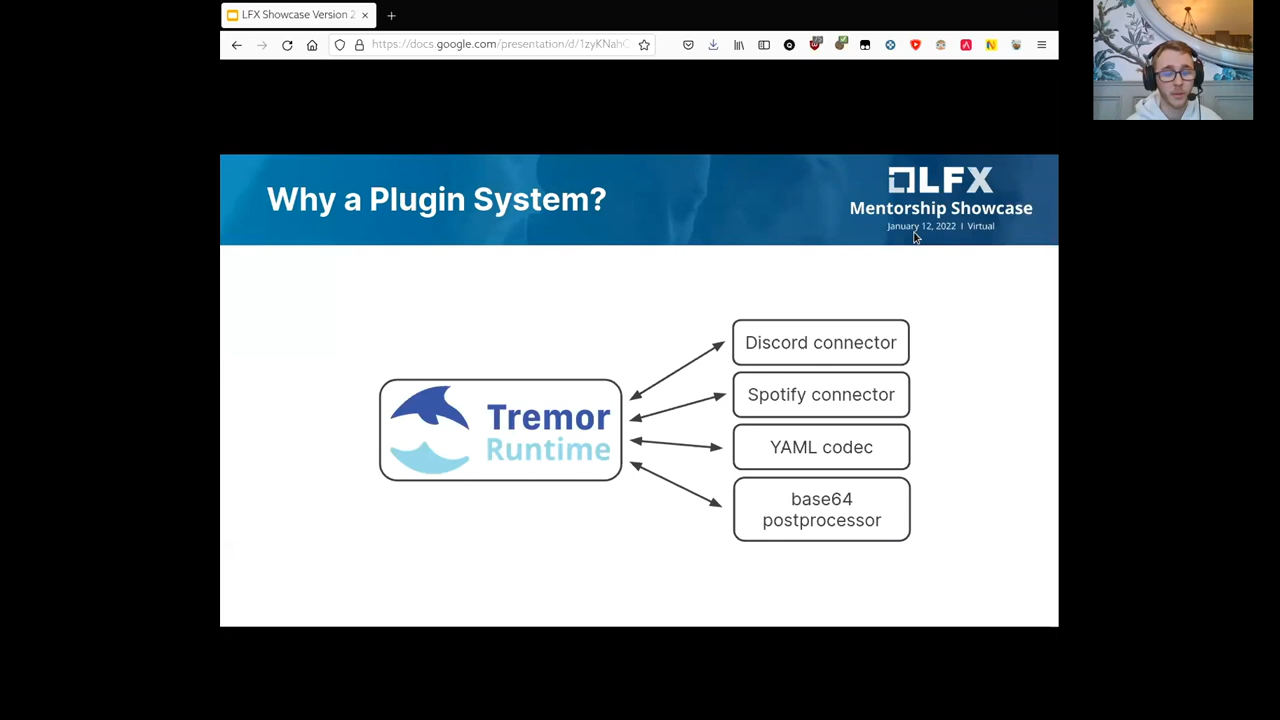 LFX Showcase Version 2
https://docs.google.com/presentation/d/1zyKNahC
Why a Plugin System?
LFX
Mentorship Showcase
January 12, 2022 | Virtual
Tremor
Runtime
Discord connector
Spotify connector
YAML codec
base64
postprocessor